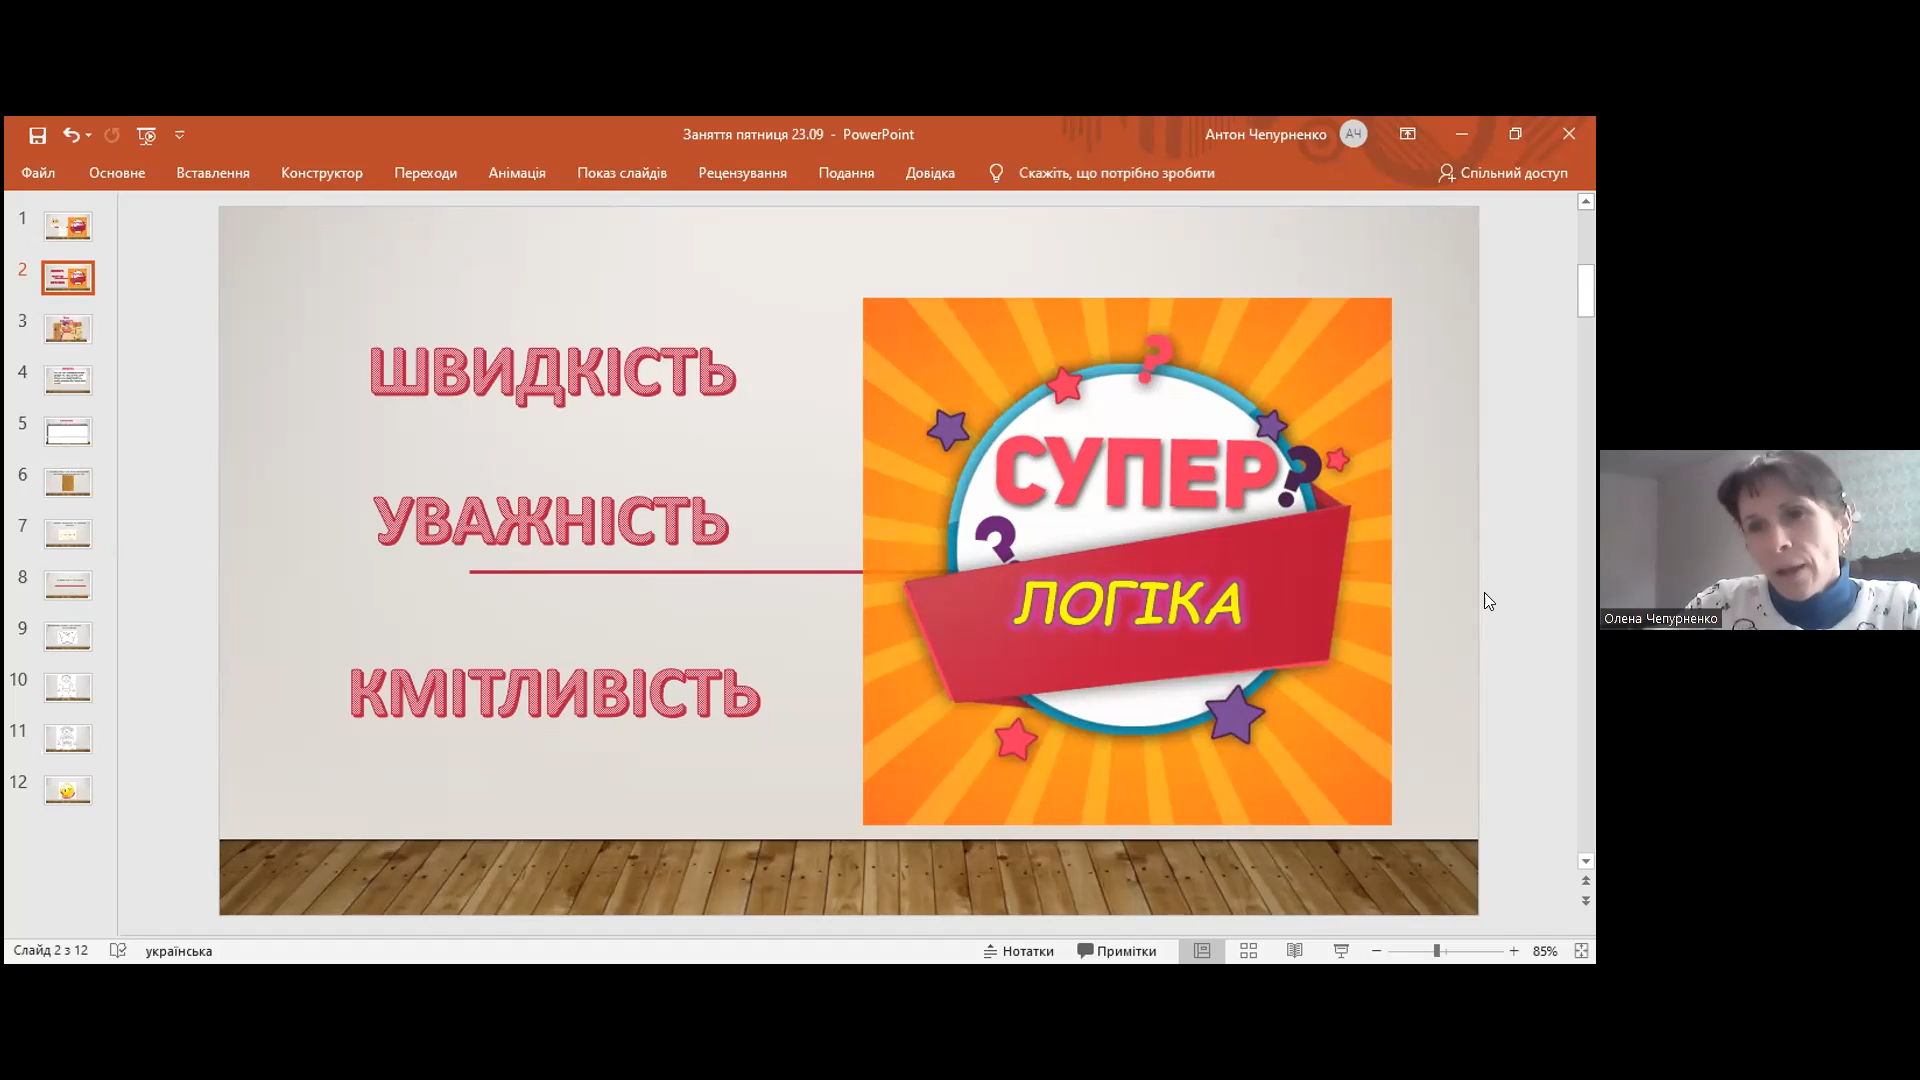 Заняття пятниця 23.09 - PowerPoint
Антон Чепурненко
АЧ
Файл
Основне
Вставлення
Конструктор
Переходи
Анімація
Показ слайдів
Рецензування
Подання
Довідка
Скажіть, що потрібно зробити
Спільний доступ
1
2
3
4
5
6
7
8
9
10
11
12
ШВИДКІСТЬ
УВАЖНІСТЬ
КМІТЛИВІСТЬ
?
СУПЕР
?
?
ЛОГІКА
Олена Чепурненко
Слайд 2 з 12
українська
Нотатки
Примітки
85%